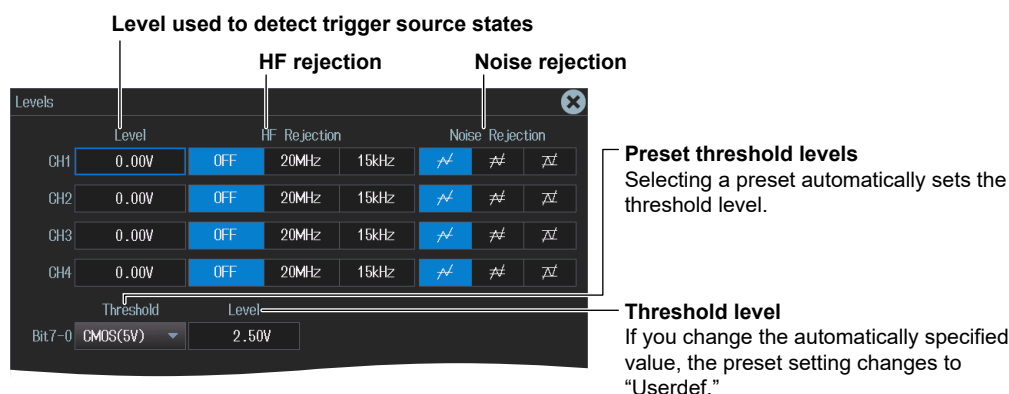 Level used to detect trigger source states
HF rejection
Noise rejection
Levels
Level HF Rejection Noise Rejection
CH1 0.00V OFF 20MHz 15kHz
CH2 0.00V OFF 20MHz 15kHz
CH3 0.00V OFF 20MHz 15kHz
CH4 0.00V OFF 20MHz 15kHz
Threshold Level
Bit7-0 CMOS(5V) 2.50V
Preset threshold levels
Selecting a preset automatically sets the
threshold level.
Threshold level
If you change the automatically specified
value, the preset setting changes to
“Userdef.”